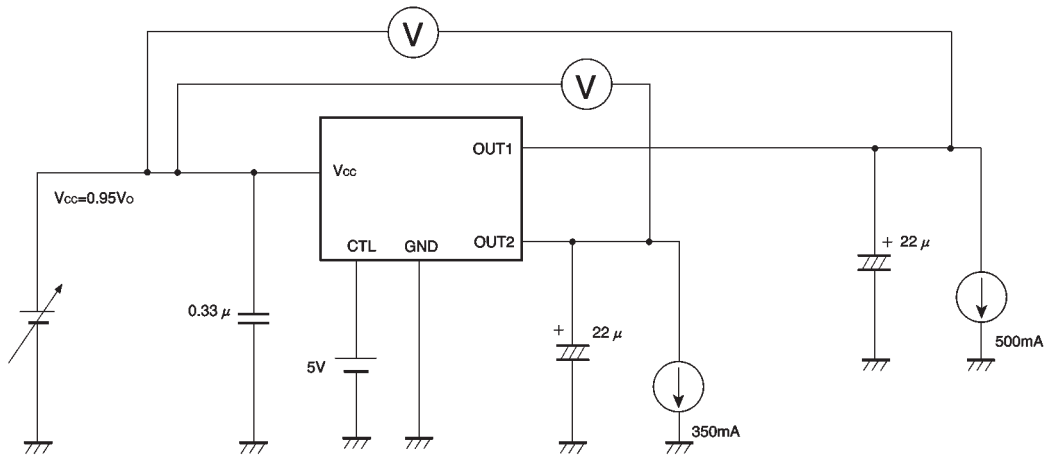 V
V
OUT1
Vcc
Vcc=0.95Vo
CTL
GND
OUT2
+ 22 μ
0.33 μ
+ 22 μ
5V
500mA
350mA